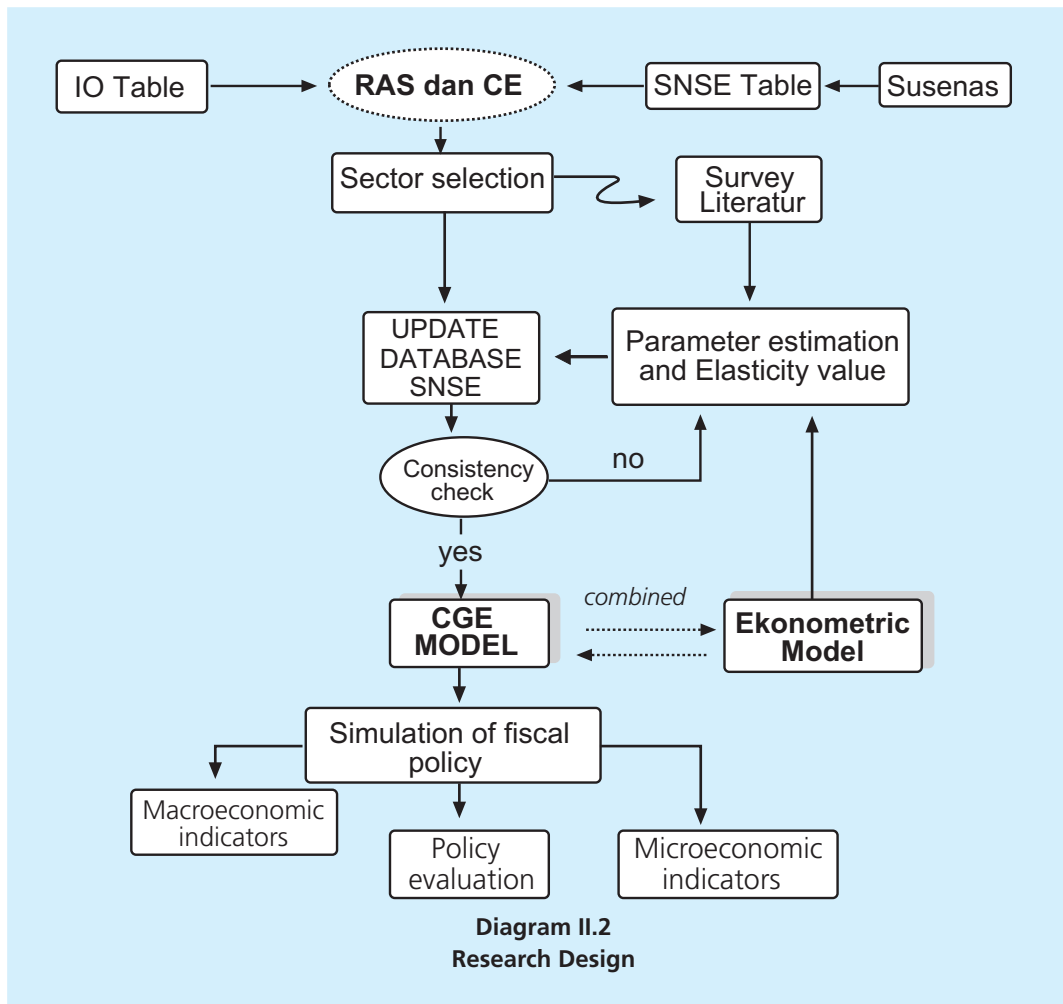 IO Table
RAS dan CE
SNSE Table
Susenas
Sector selection
Survey
Literatur
UPDATE
DATABASE
SNSE
Parameter estimation
and Elasticity value
Consistency
check
no
yes
CGE
MODEL
combined
Ekonometric
Model
Simulation of fiscal
policy
Macroeconomic
indicators
Policy
evaluation
Microeconomic
indicators
Diagram II.2
Research Design